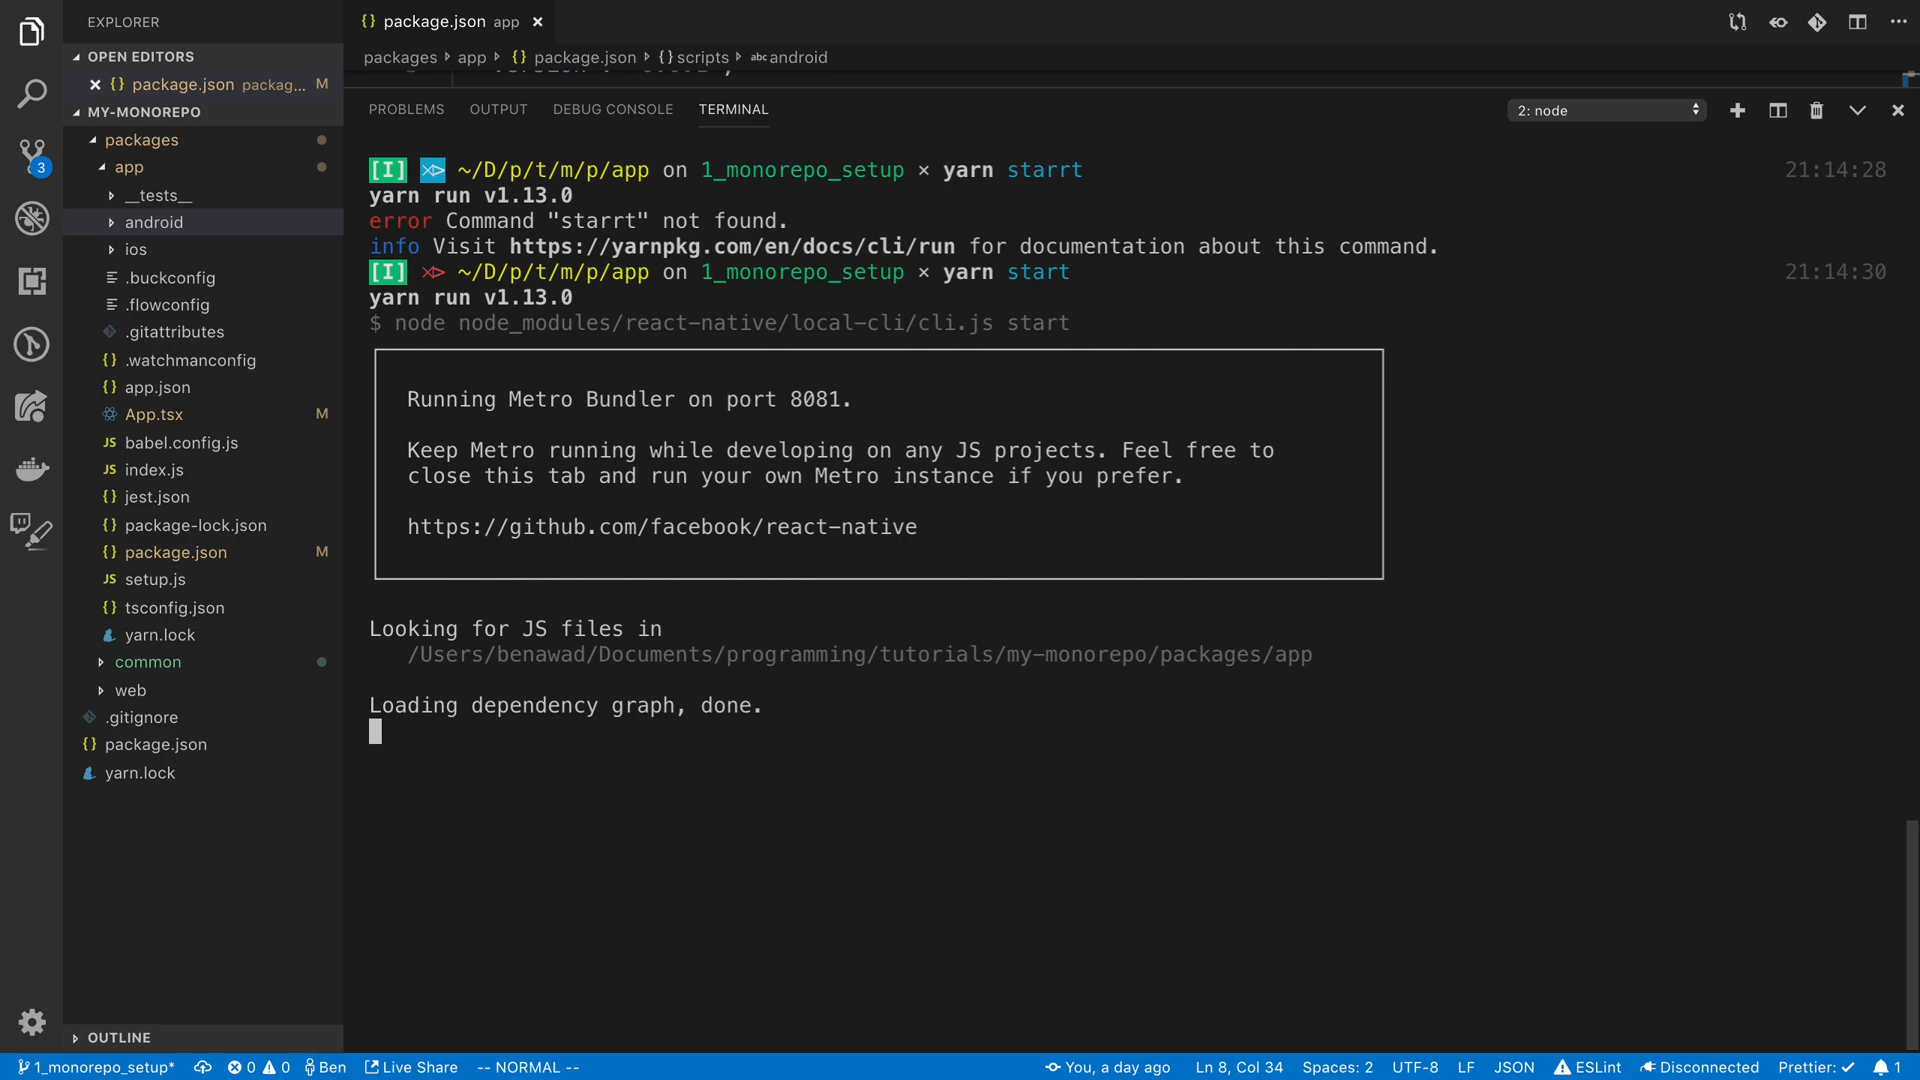 EXPLORER
OPEN EDITORS
package.json packag... M
MY-MONOREPO
packages
app
__tests__
android
ios
.buckconfig
.flowconfig
.gitattributes
.watchmanconfig
app.json
App.tsx M
babel.config.js
index.js
jest.json
package-lock.json
package.json M
setup.js
tsconfig.json
yarn.lock
common
web
.gitignore
package.json
yarn.lock
OUTLINE
3
package.json app
packages app package.json scripts android
PROBLEMS OUTPUT DEBUG CONSOLE TERMINAL 2: node
[I] ~/D/p/t/m/p/app on 1_monorepo_setup × yarn starrt 21:14:28
yarn run v1.13.0
error Command "starrt" not found.
info Visit https://yarnpkg.com/en/docs/cli/run for documentation about this command.
[I] ~/D/p/t/m/p/app on 1_monorepo_setup × yarn start 21:14:30
yarn run v1.13.0
$ node node_modules/react-native/local-cli/cli.js start
Running Metro Bundler on port 8081.
Keep Metro running while developing on any JS projects. Feel free to
close this tab and run your own Metro instance if you prefer.
https://github.com/facebook/react-native
Looking for JS files in
/Users/benawad/Documents/programming/tutorials/my-monorepo/packages/app
Loading dependency graph, done.
1_monorepo_setup* 0 0 Ben Live Share -- NORMAL -- You, a day ago Ln 8, Col 34 Spaces: 2 UTF-8 LF JSON ESLint Disconnected Prettier: 1